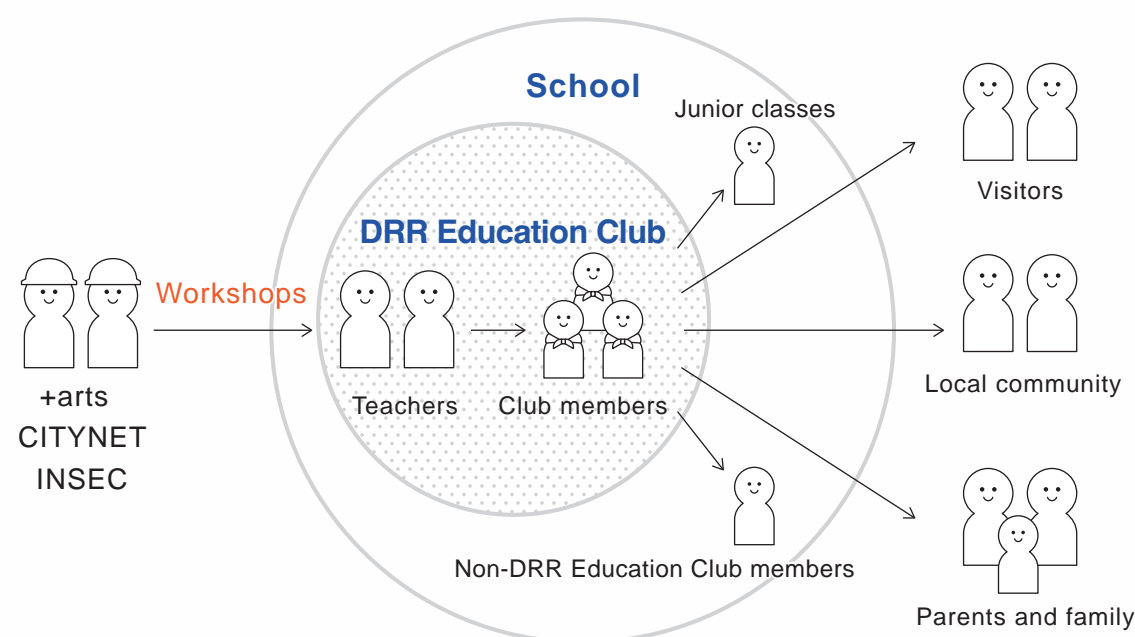 School
Junior classes
Visitors
DRR Education Club
Workshops
Local community
+arts
CITYNET
INSEC
Teachers
Club members
Non-DRR Education Club members
Parents and family